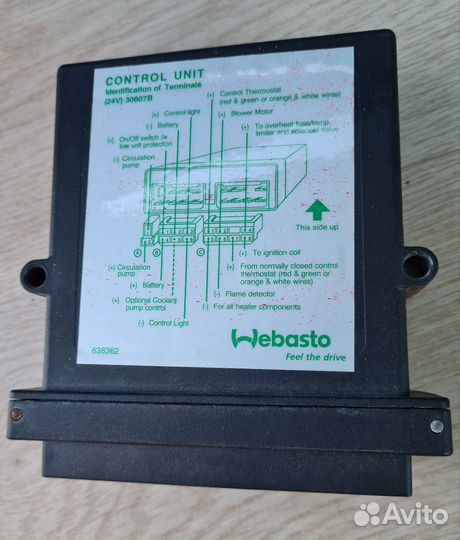 CONTROL UNIT
Identification of Terminals
(24V) 30607B
(+) Control Thermostat
(red & green or orange & white wires)
(+) Control light
(+) Blower Motor
(-) Battery
(+) To overheat fuse/temp.
limiter and solenoid valve
(+) On/Off switch /w
low volt protection
(-) Circulation
pump
This side up
A
B
C
(+) To ignition coil
(+) Circulation
pump
(+) From normally closed control
thermostat (red & green or
orange & white wires)
(+) Battery
(-) Flame detector
(+) Optional Coolant
pump control
(-) For all heater components
(-) Control Light
Webasto
Feel the drive
638362
Avito